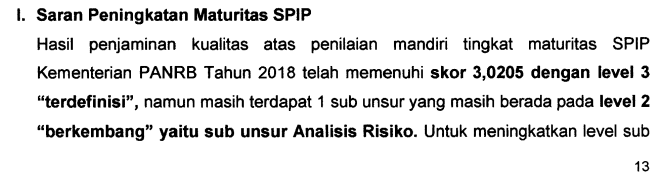 I. Saran Peningkatan Maturitas SPIP
Hasil penjaminan kualitas atas penilaian mandiri tingkat maturitas SPIP
Kementerian PANRB Tahun 2018 telah memenuhi skor 3,0205 dengan level 3
“terdefinisi”, namun masih terdapat 1 sub unsur yang masih berada pada level 2
“berkembang” yaitu sub unsur Analisis Risiko. Untuk meningkatkan level sub
13